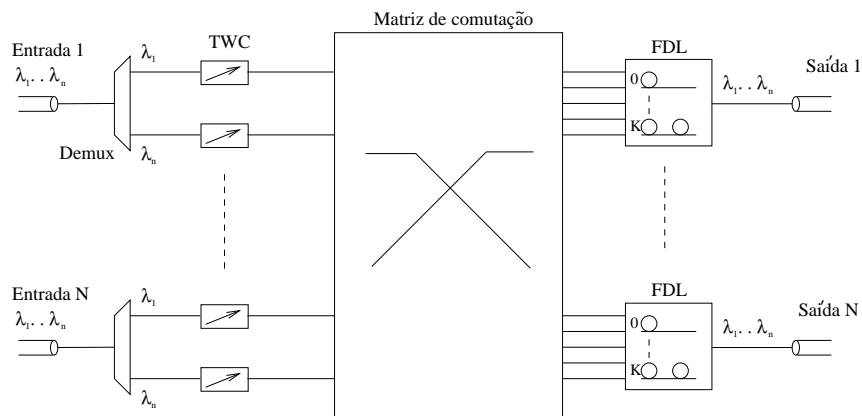 Matriz de comutação
Entrada 1
λ₁. . λₙ
λ₁
TWC
Demux
λₙ
FDL
0
K
λ₁. . λₙ
Saída 1
Entrada N
λ₁. . λₙ
λ₁
λₙ
FDL
0
K
λ₁. . λₙ
Saída N